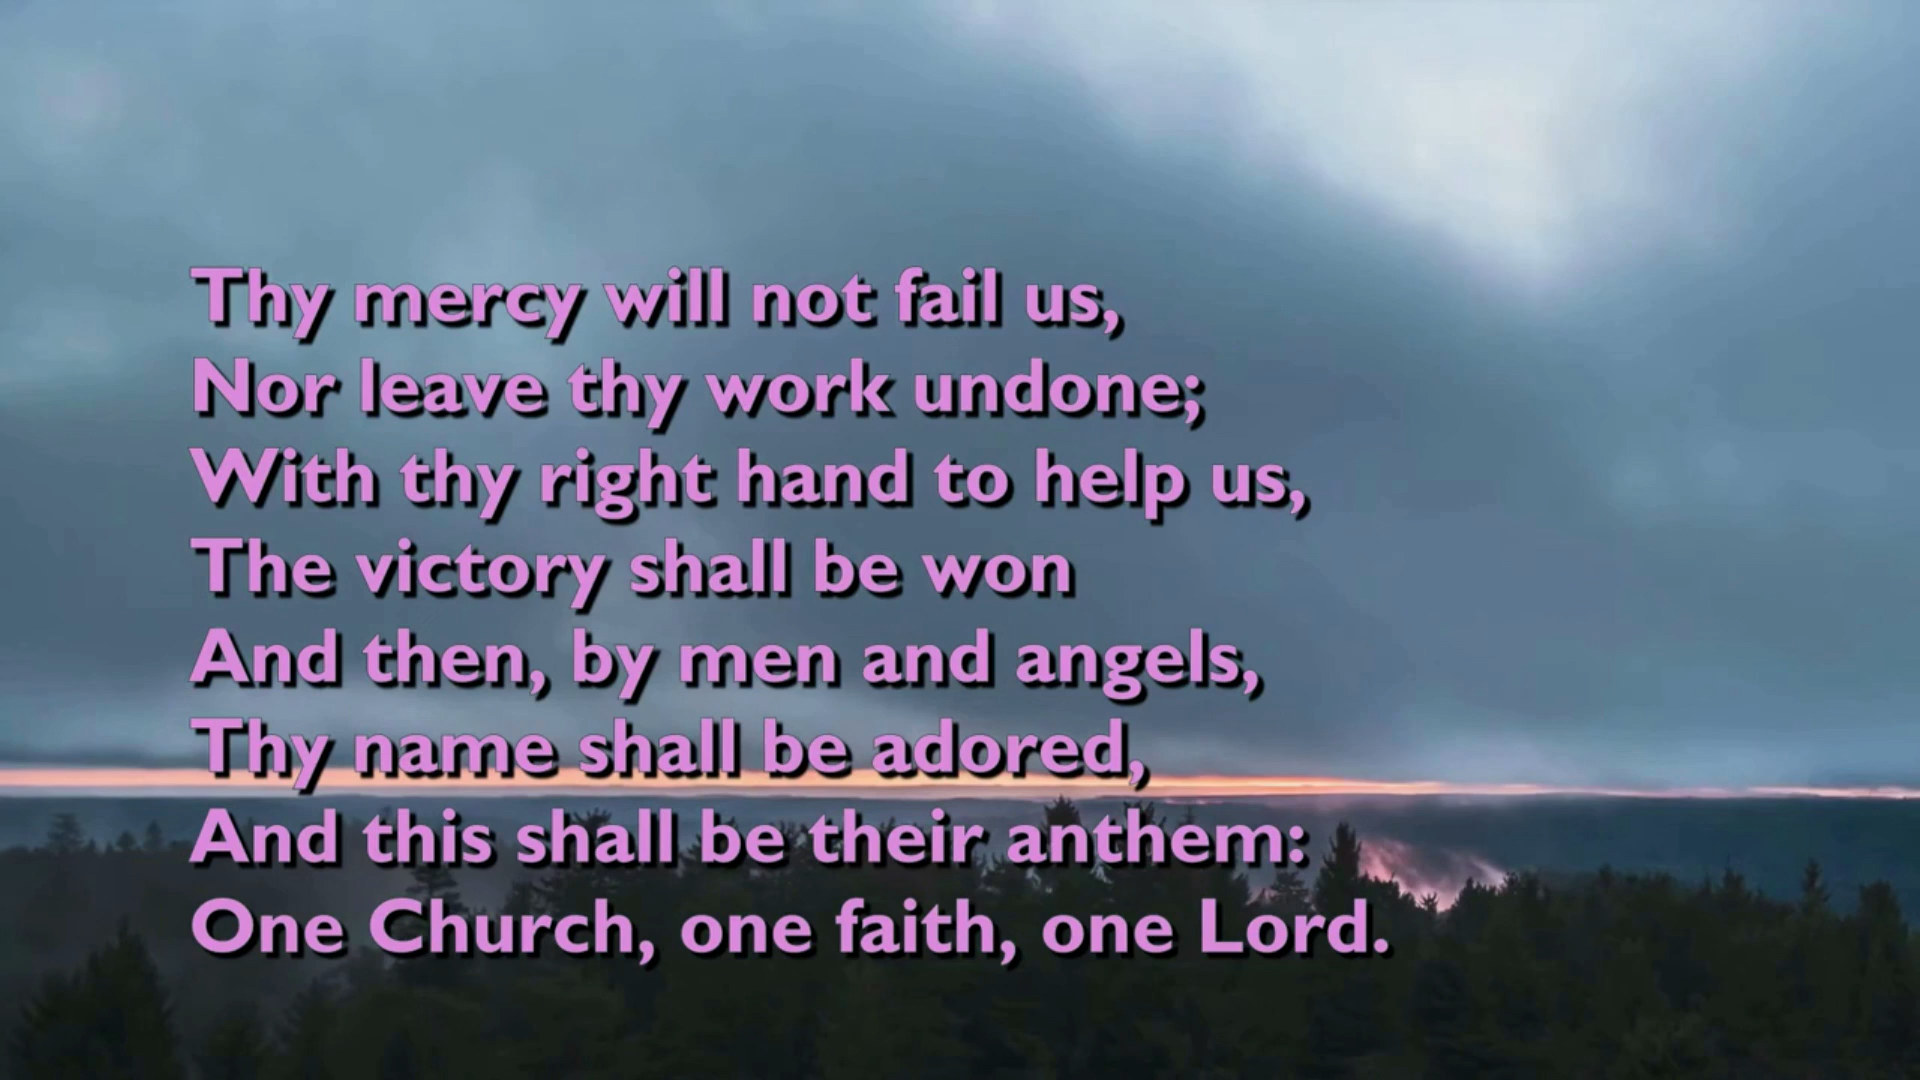 Thy mercy will not fail us,
Nor leave thy work undone;
With thy right hand to help us,
The victory shall be won
And then, by men and angels,
Thy name shall be adored,
And this shall be their anthem:
One Church, one faith, one Lord.